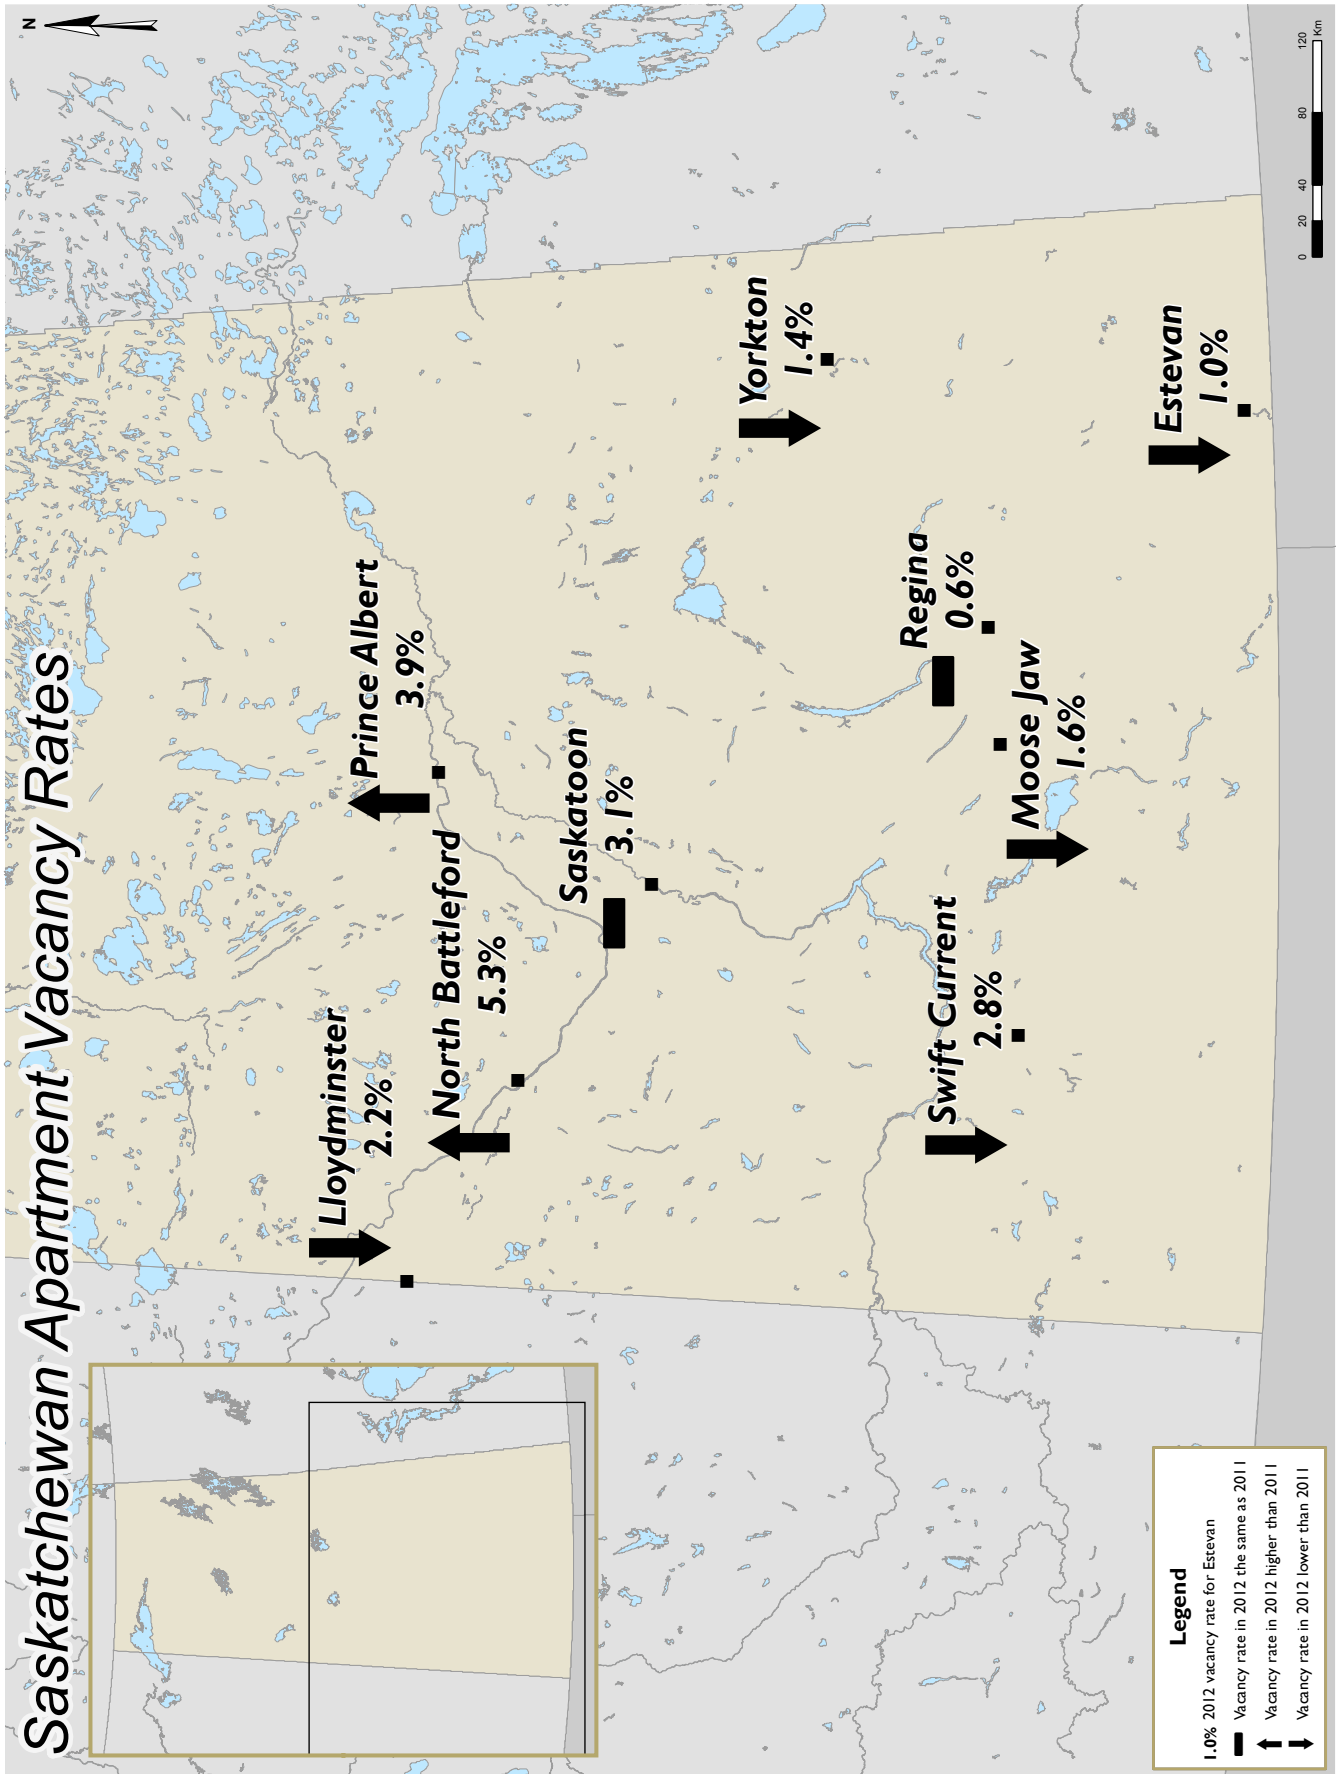 Saskatchewan Apartment Vacancy Rates
N
Lloydminster
2.2%
Prince Albert
3.9%
North Battleford
5.3%
Saskatoon
3.1%
Yorkton
1.4%
Regina
0.6%
Swift Current
2.8%
Moose Jaw
1.6%
Estevan
1.0%
Legend
1.0% 2012 vacancy rate for Estevan
Vacancy rate in 2012 the same as 2011
Vacancy rate in 2012 higher than 2011
Vacancy rate in 2012 lower than 2011
0 20 40 80 120
Km